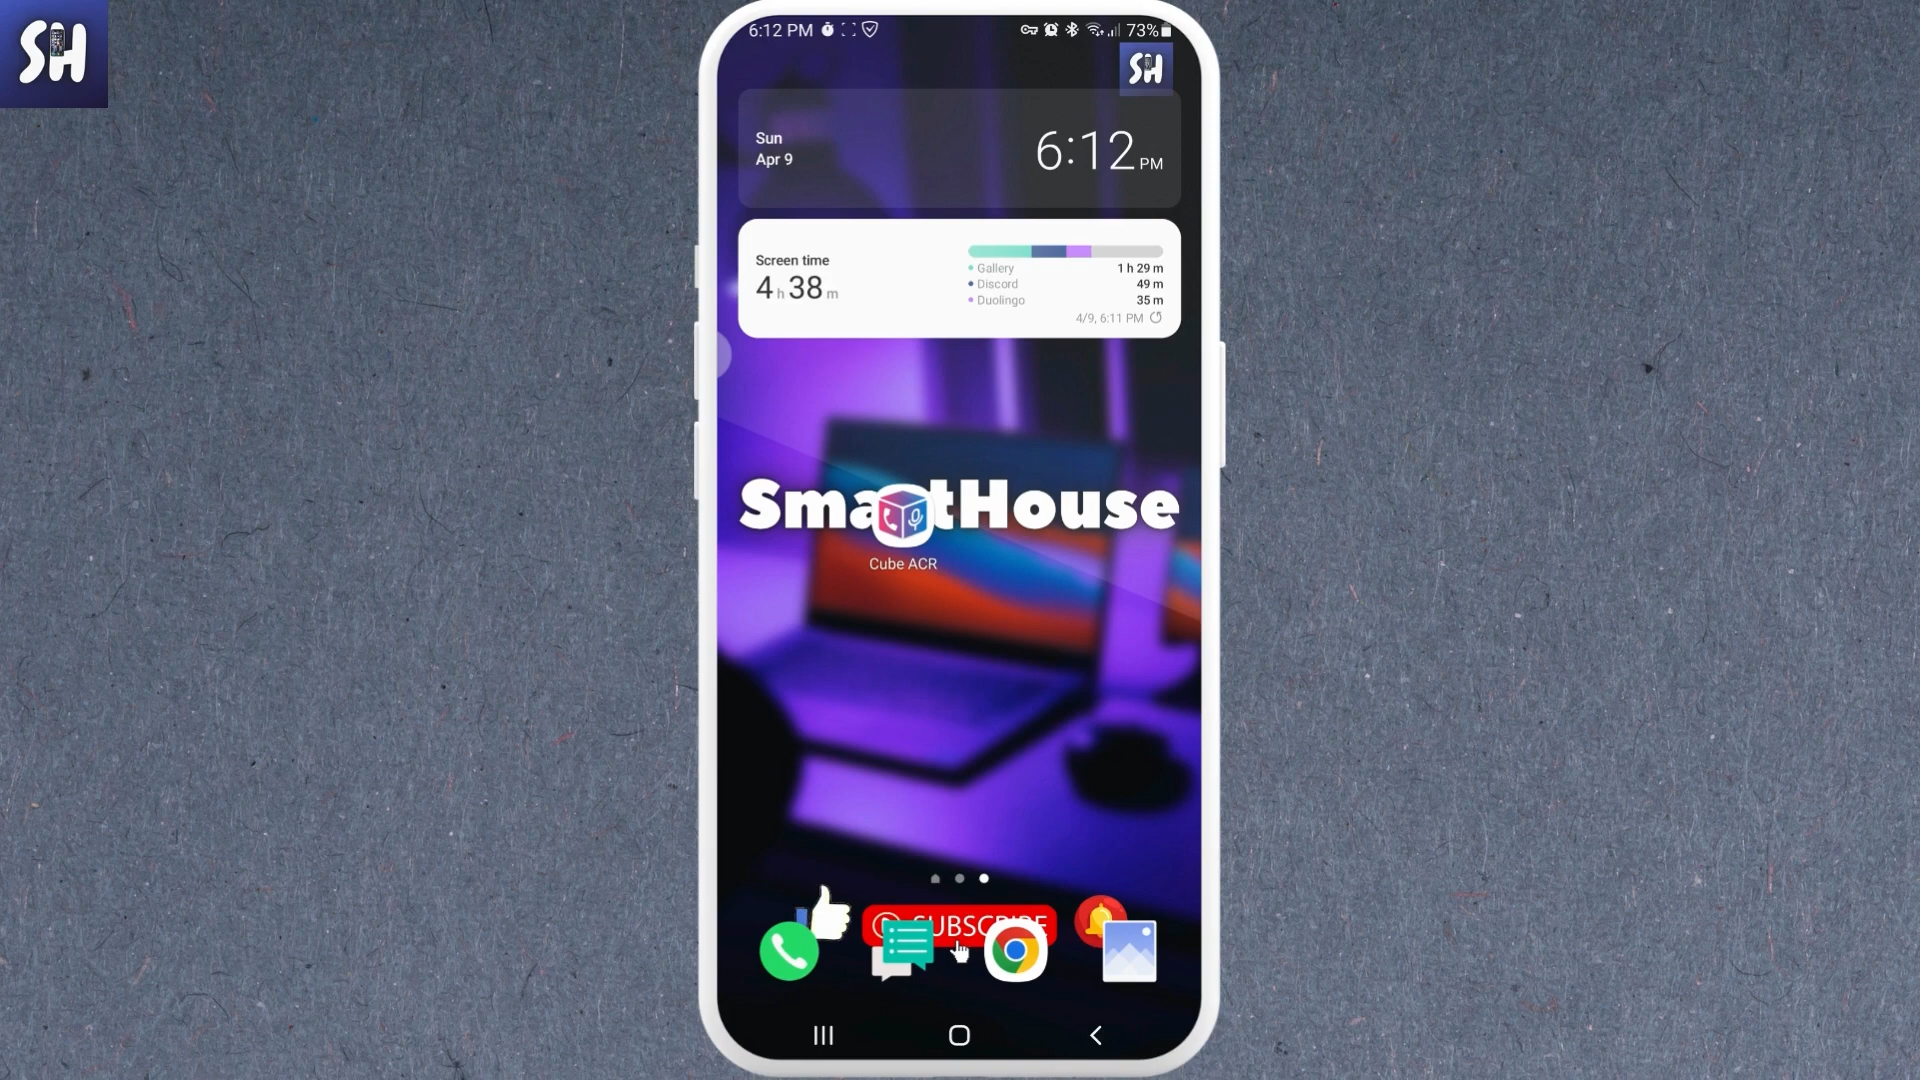 SH
6:12 PM
73%
SH
Sun
Apr 9
6:12 PM
Screen time
4 h 38 m
Gallery 1 h 29 m
Discord 49 m
Duolingo 35 m
4/9, 6:11 PM
SmartHouse
Cube ACR
SUBSCRIBE